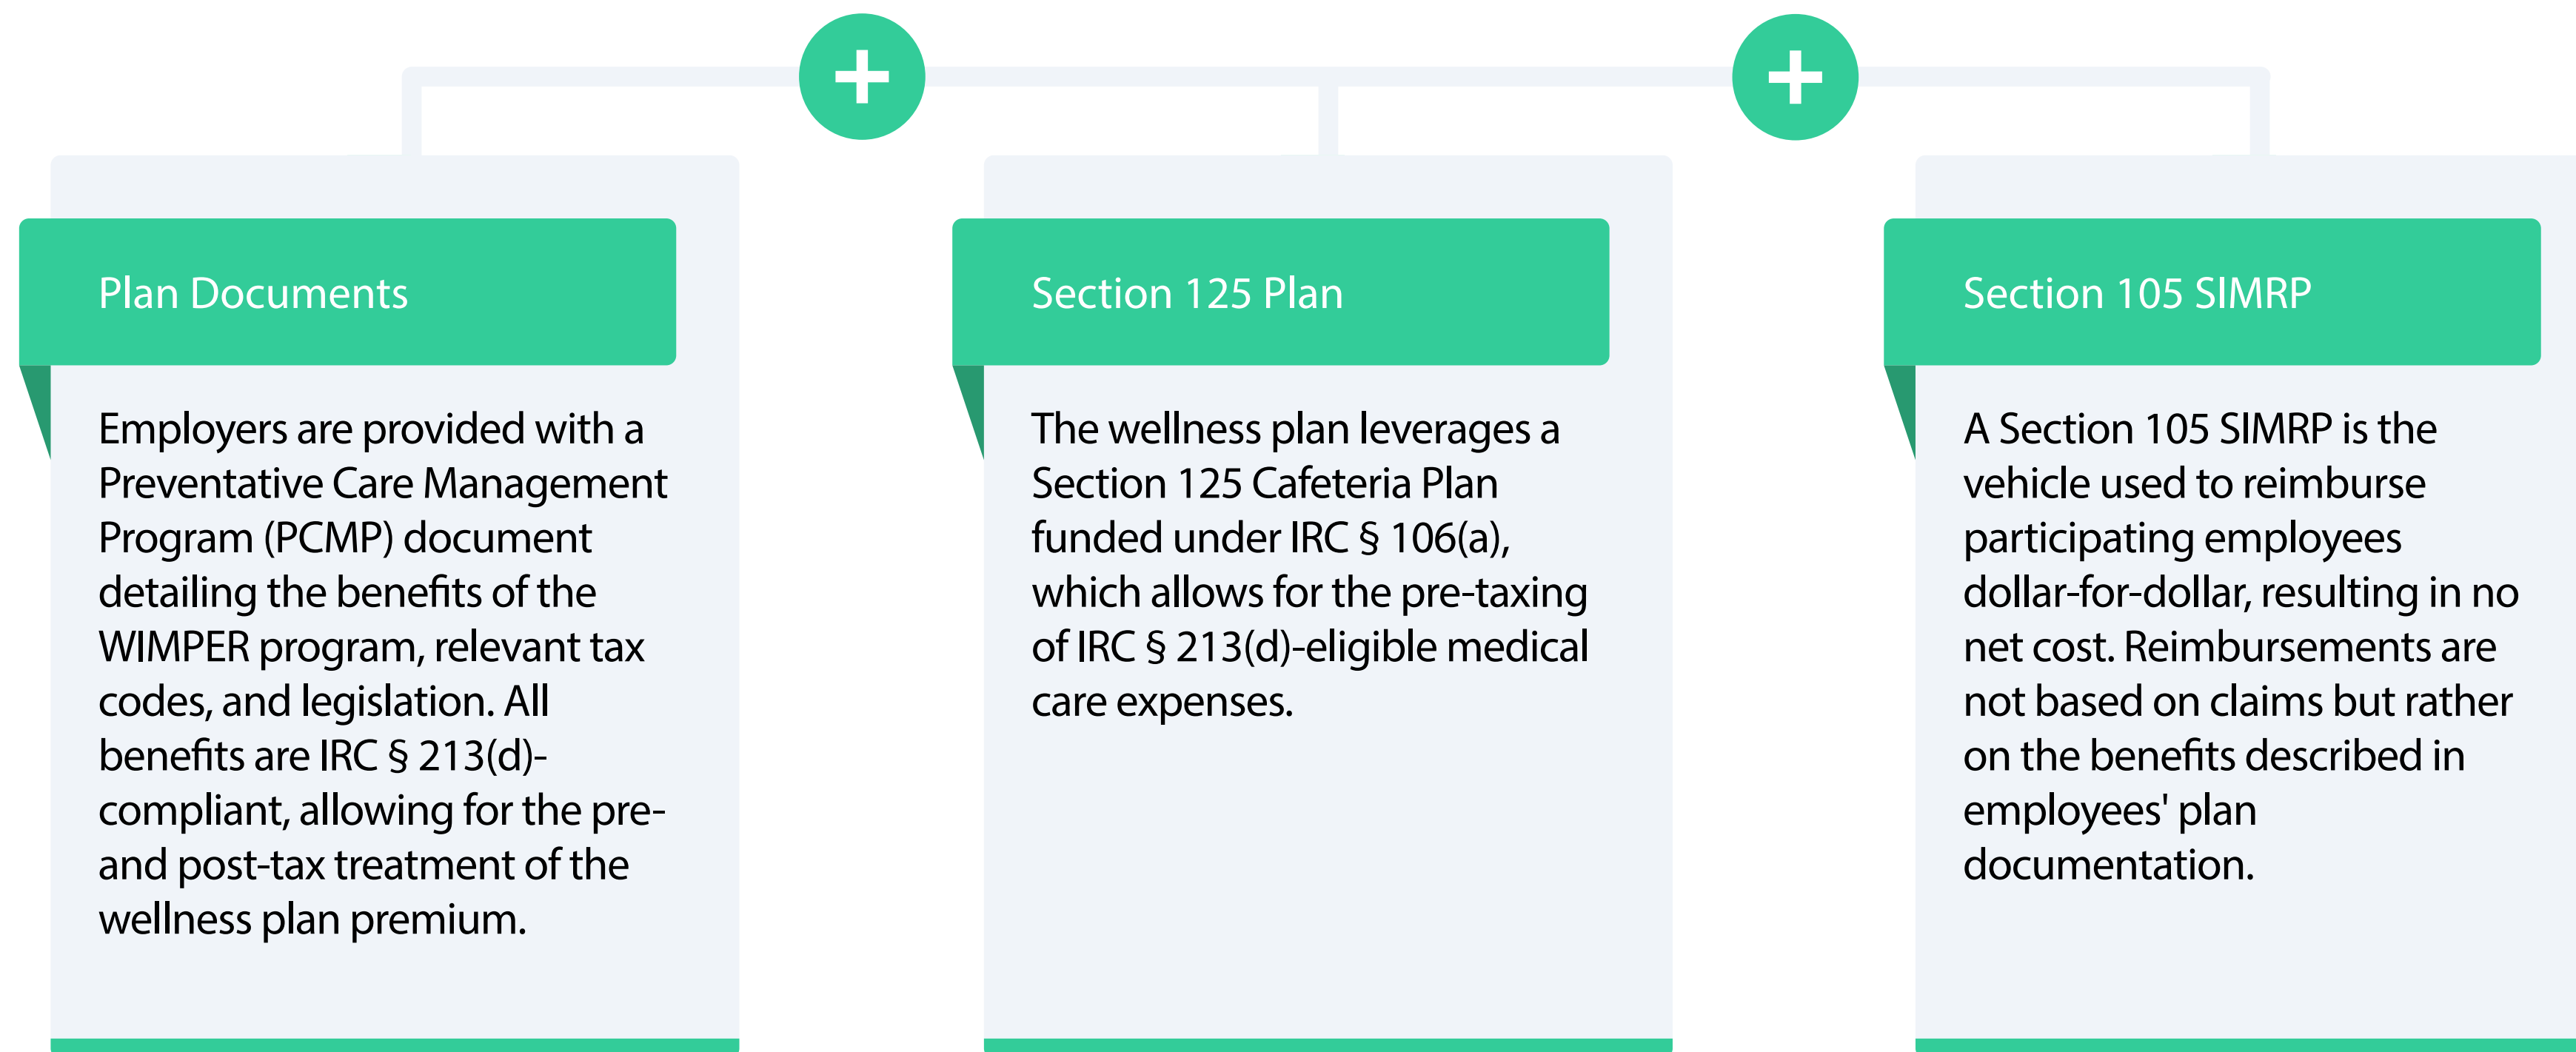 Plan Documents
Employers are provided with a
Preventative Care Management
Program (PCMP) document
detailing the benefits of the
WIMPER program, relevant tax
codes, and legislation. All
benefits are IRC § 213(d)-
compliant, allowing for the pre-
and post-tax treatment of the
wellness plan premium.
Section 125 Plan
The wellness plan leverages a
Section 125 Cafeteria Plan
funded under IRC § 106(a),
which allows for the pre-taxing
of IRC § 213(d)-eligible medical
care expenses.
Section 105 SIMRP
A Section 105 SIMRP is the
vehicle used to reimburse
participating employees
dollar-for-dollar, resulting in no
net cost. Reimbursements are
not based on claims but rather
on the benefits described in
employees' plan
documentation.